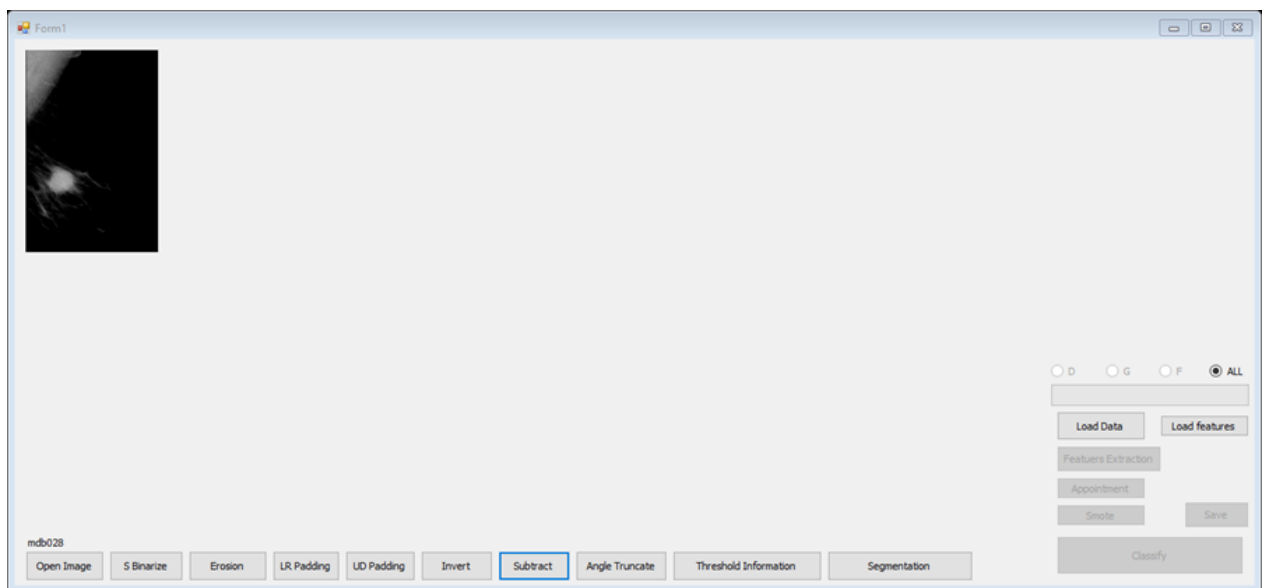 Form1
D G F ALL
Load Data Load features
Featuers Extraction
Appointment
Smote Save
Classify
mdb028
Open Image S Binarize Erosion LR Padding UD Padding Invert Subtract Angle Truncate Threshold Information Segmentation